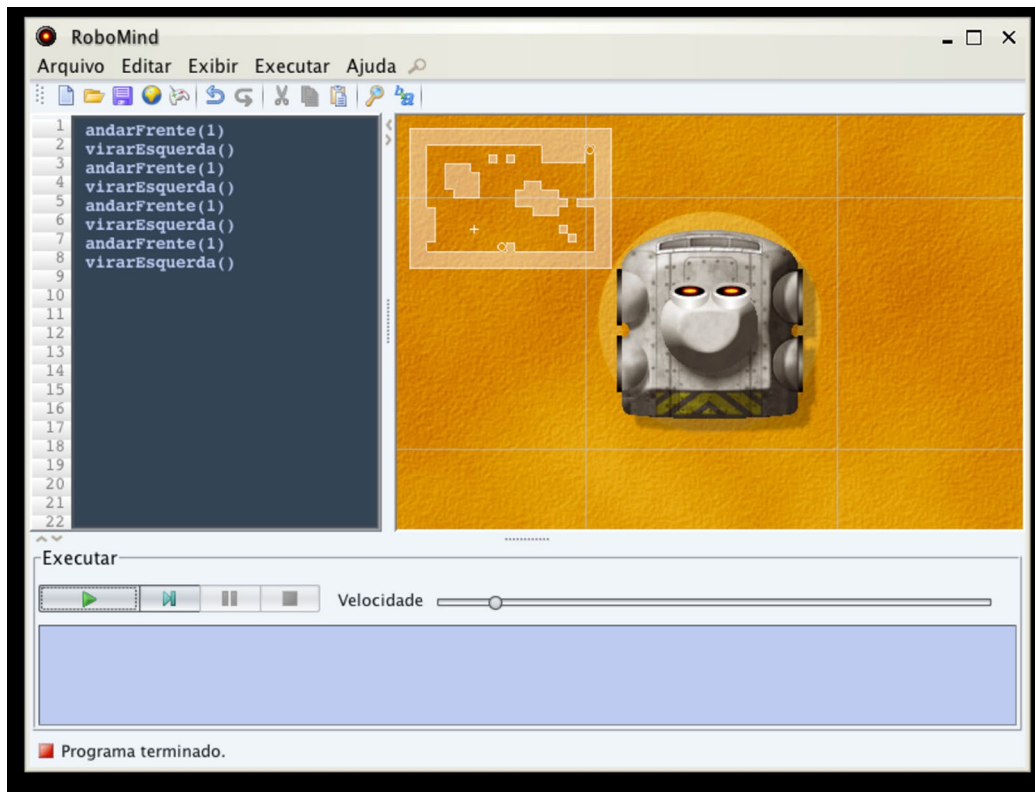 RoboMind
Arquivo Editar Exibir Executar Ajuda
1 andarFrente(1)
2 virarEsquerda()
3 andarFrente(1)
4 virarEsquerda()
5 andarFrente(1)
6 virarEsquerda()
7 andarFrente(1)
8 virarEsquerda()
9
10
11
12
13
14
15
16
17
18
19
20
21
22
Executar
Velocidade
Programa terminado.